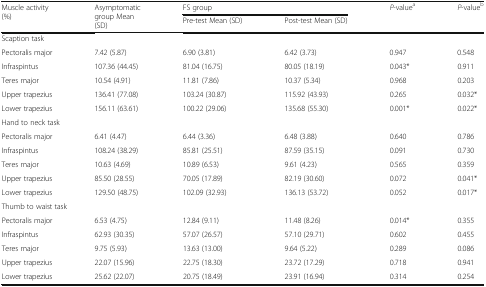 Muscle activity (%) Asymptomatic group Mean (SD) FS group P-valueᵃ P-valueᵇ
Pre-test Mean (SD) Post-test Mean (SD)
Scaption task
Pectoralis major 7.42 (5.87) 6.90 (3.81) 6.42 (3.73) 0.947 0.548
Infraspintus 107.36 (44.45) 81.04 (16.75) 80.05 (18.19) 0.043* 0.911
Teres major 10.54 (4.91) 11.81 (7.86) 10.37 (5.34) 0.968 0.203
Upper trapezius 136.41 (77.08) 103.24 (30.87) 115.92 (43.93) 0.265 0.032*
Lower trapezius 156.11 (63.61) 100.22 (29.06) 135.68 (55.30) 0.001* 0.022*
Hand to neck task
Pectoralis major 6.41 (4.47) 6.44 (3.36) 6.48 (3.88) 0.640 0.786
Infraspintus 108.24 (38.29) 85.81 (25.51) 87.59 (35.15) 0.091 0.730
Teres major 10.63 (4.69) 10.89 (6.53) 9.61 (4.23) 0.565 0.359
Upper trapezius 85.50 (28.55) 70.05 (17.89) 82.19 (30.60) 0.072 0.041*
Lower trapezius 129.50 (48.75) 102.09 (32.93) 136.13 (53.72) 0.052 0.017*
Thumb to waist task
Pectoralis major 6.53 (4.75) 12.84 (9.11) 11.48 (8.26) 0.014* 0.355
Infraspintus 62.93 (30.35) 57.07 (26.57) 57.10 (29.71) 0.602 0.455
Teres major 9.75 (5.93) 13.63 (13.00) 9.64 (5.22) 0.289 0.086
Upper trapezius 22.07 (15.96) 22.75 (18.30) 23.72 (17.29) 0.718 0.941
Lower trapezius 25.62 (22.07) 20.75 (18.49) 23.91 (16.94) 0.314 0.254